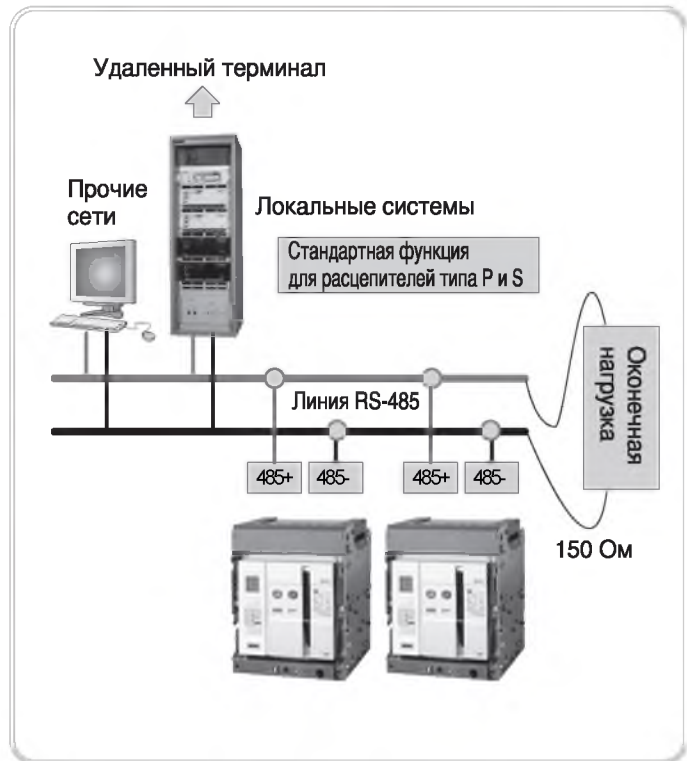 Удаленный терминал
Прочие
сети
Локальные системы
Стандартная функция
для расцепителей типа P и S
Линия RS-485
Оконечная
нагрузка
485+
485-
485+
485-
150 Ом